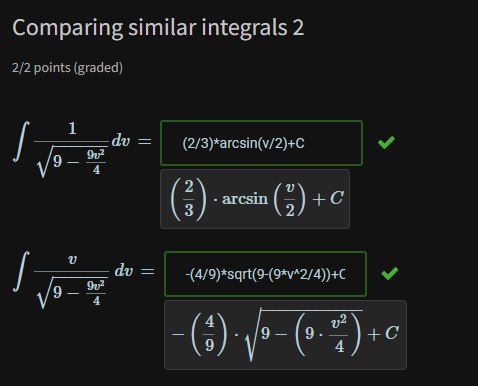 Comparing similar integrals 2
2/2 points (graded)
∫ 1/√(9 − 9v²/4) dv = (2/3)*arcsin(v/2)+C ✔
(2/3) · arcsin (v/2) + C
∫ v/√(9 − 9v²/4) dv = -(4/9)*sqrt(9-(9*v^2/4))+C ✔
−(4/9) · √(9 − (9 · v²/4)) + C